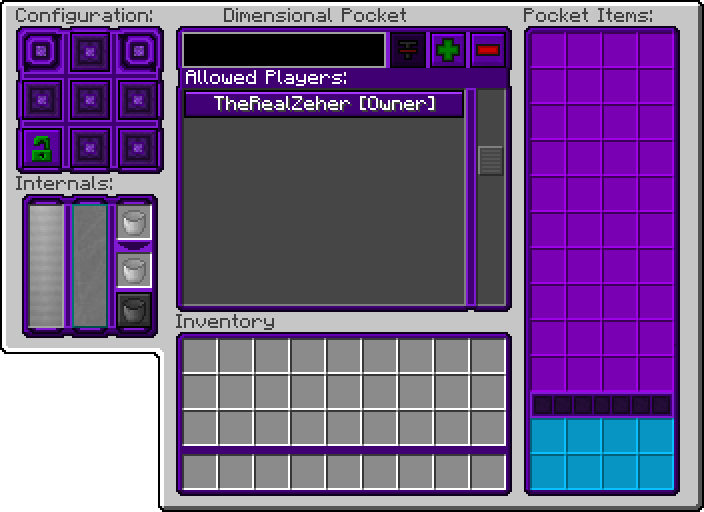 Configuration:
Dimensional Pocket
Pocket Items:
Allowed Players:
TheRealZeher [Owner]
Internals:
Inventory